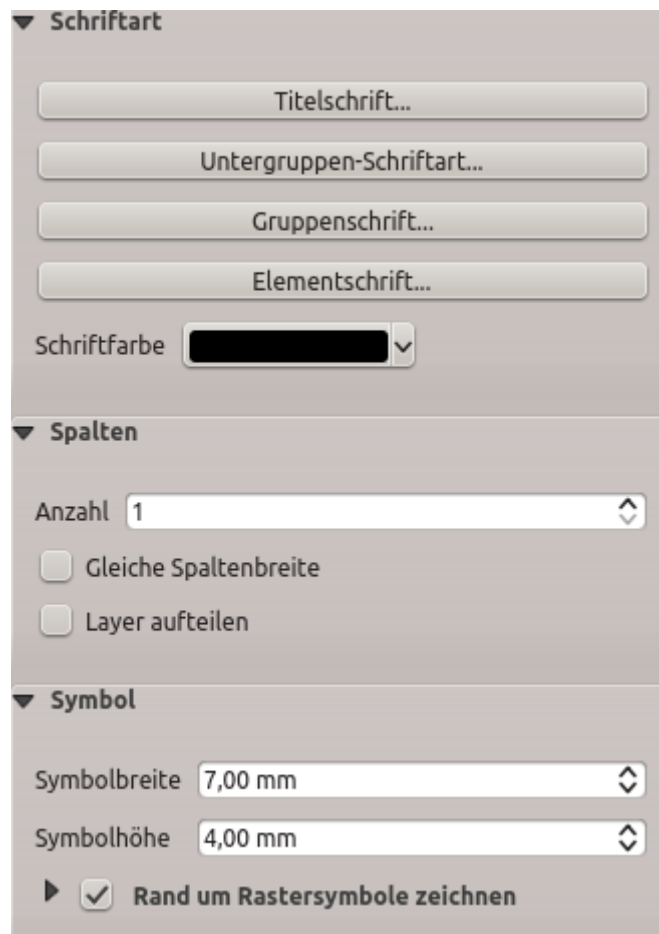 Schriftart
Titelschrift...
Untergruppen-Schriftart...
Gruppenschrift...
Elementschrift...
Schriftfarbe
Spalten
Anzahl 1
Gleiche Spaltenbreite
Layer aufteilen
Symbol
Symbolbreite 7,00 mm
Symbolhöhe 4,00 mm
Rand um Rastersymbole zeichnen